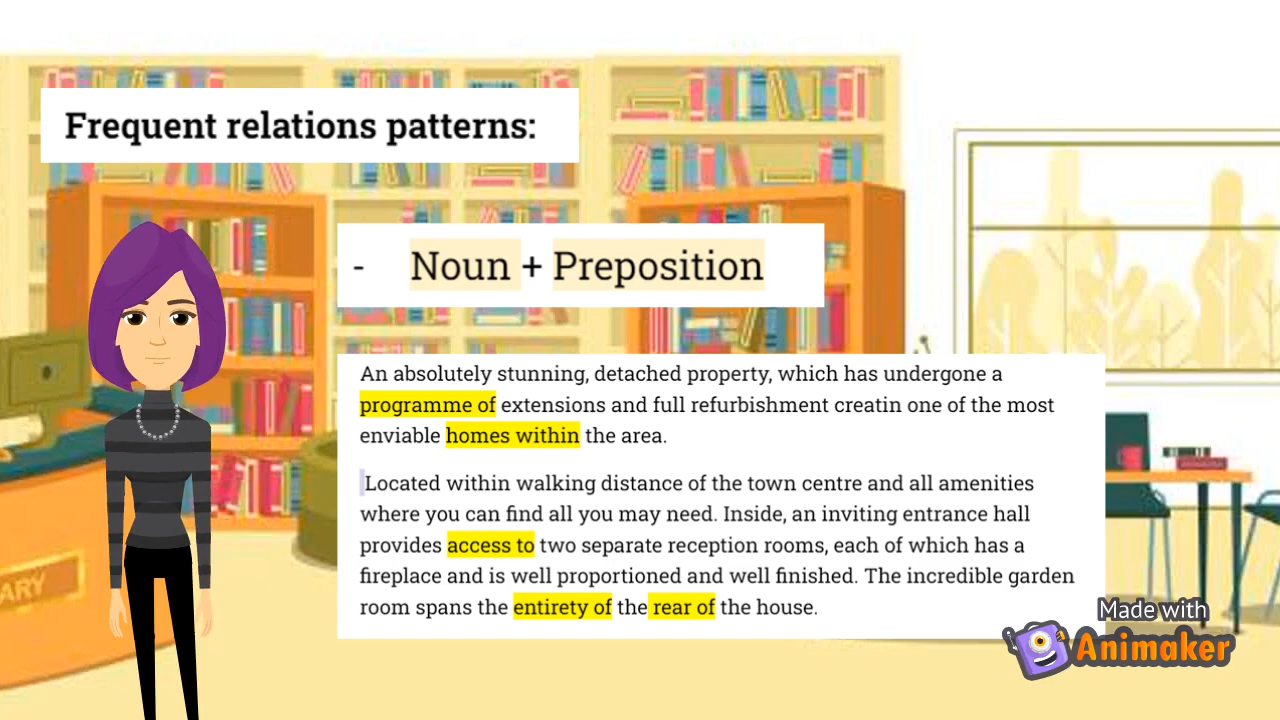 Frequent relations patterns:
- Noun + Preposition
An absolutely stunning, detached property, which has undergone a
programme of extensions and full refurbishment creatin one of the most
enviable homes within the area.
Located within walking distance of the town centre and all amenities
where you can find all you may need. Inside, an inviting entrance hall
provides access to two separate reception rooms, each of which has a
fireplace and is well proportioned and well finished. The incredible garden
room spans the entirety of the rear of the house.
ARY
Made with
Animaker